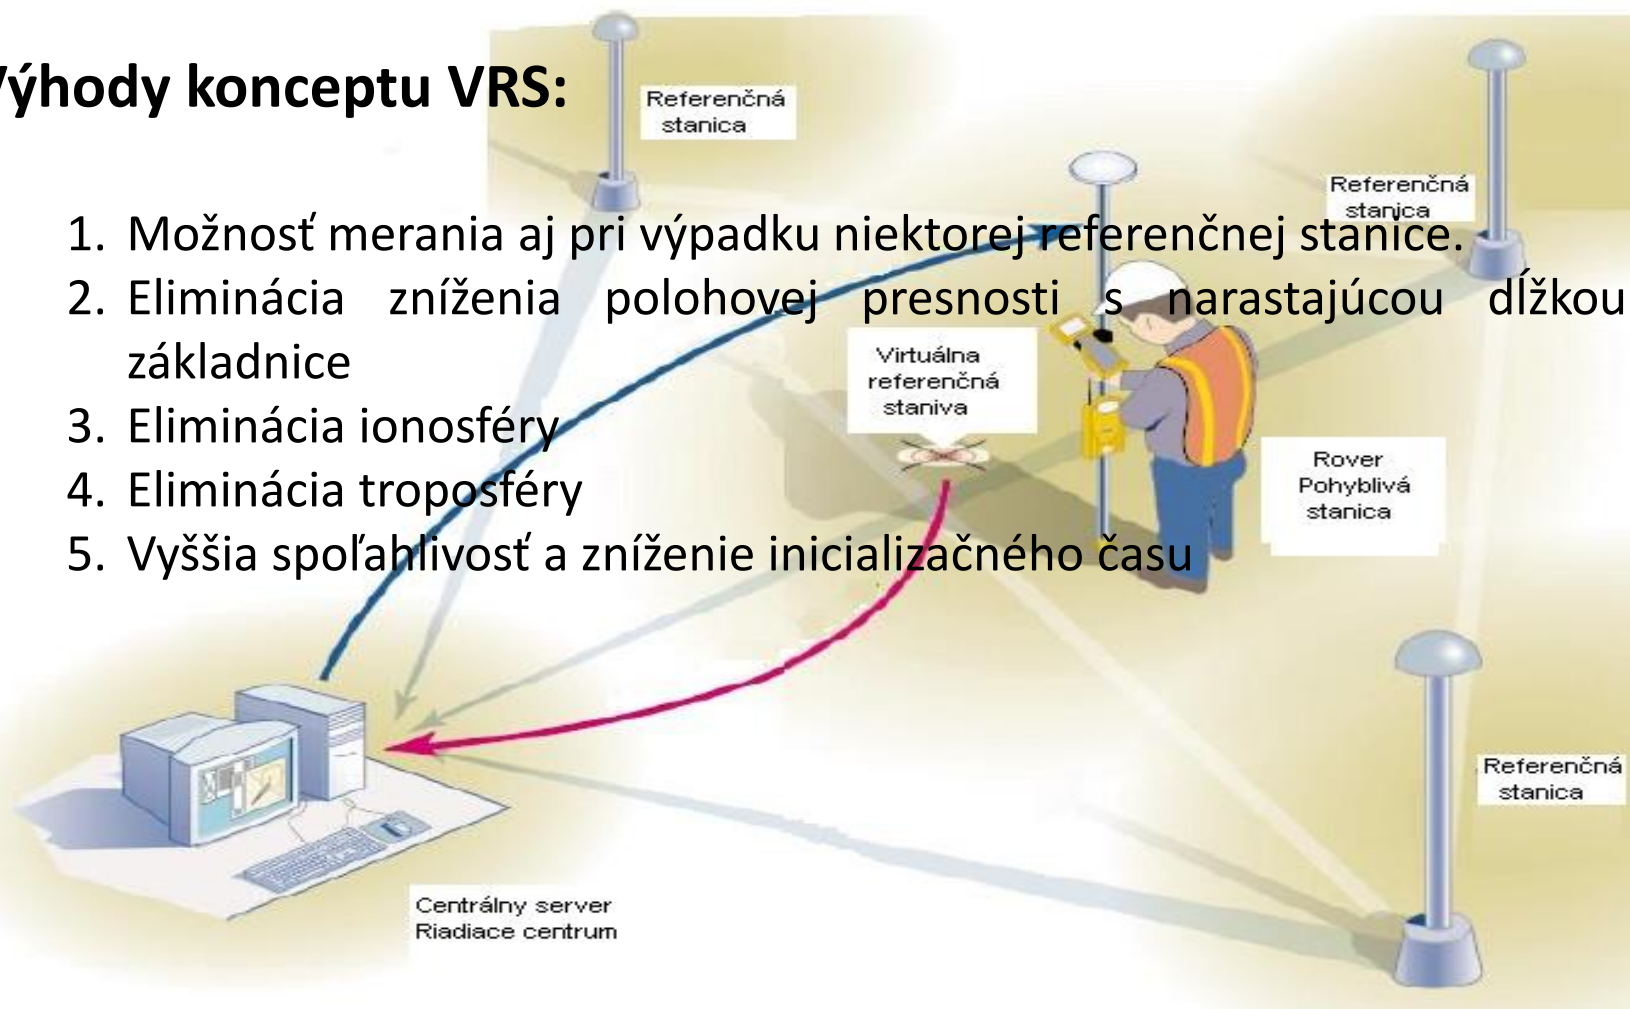 Výhody konceptu VRS:
Referenčná
stanica
Referenčná
stanica
1. Možnosť merania aj pri výpadku niektorej referenčnej stanice.
2. Eliminácia zníženia polohovej presnosti s narastajúcou dĺžkou
základnice
3. Eliminácia ionosféry
4. Eliminácia troposféry
5. Vyššia spoľahlivosť a zníženie inicializačného času
Virtuálna
referenčná
staniva
Rover
Pohyblivá
stanica
Referenčná
stanica
Centrálny server
Riadiace centrum